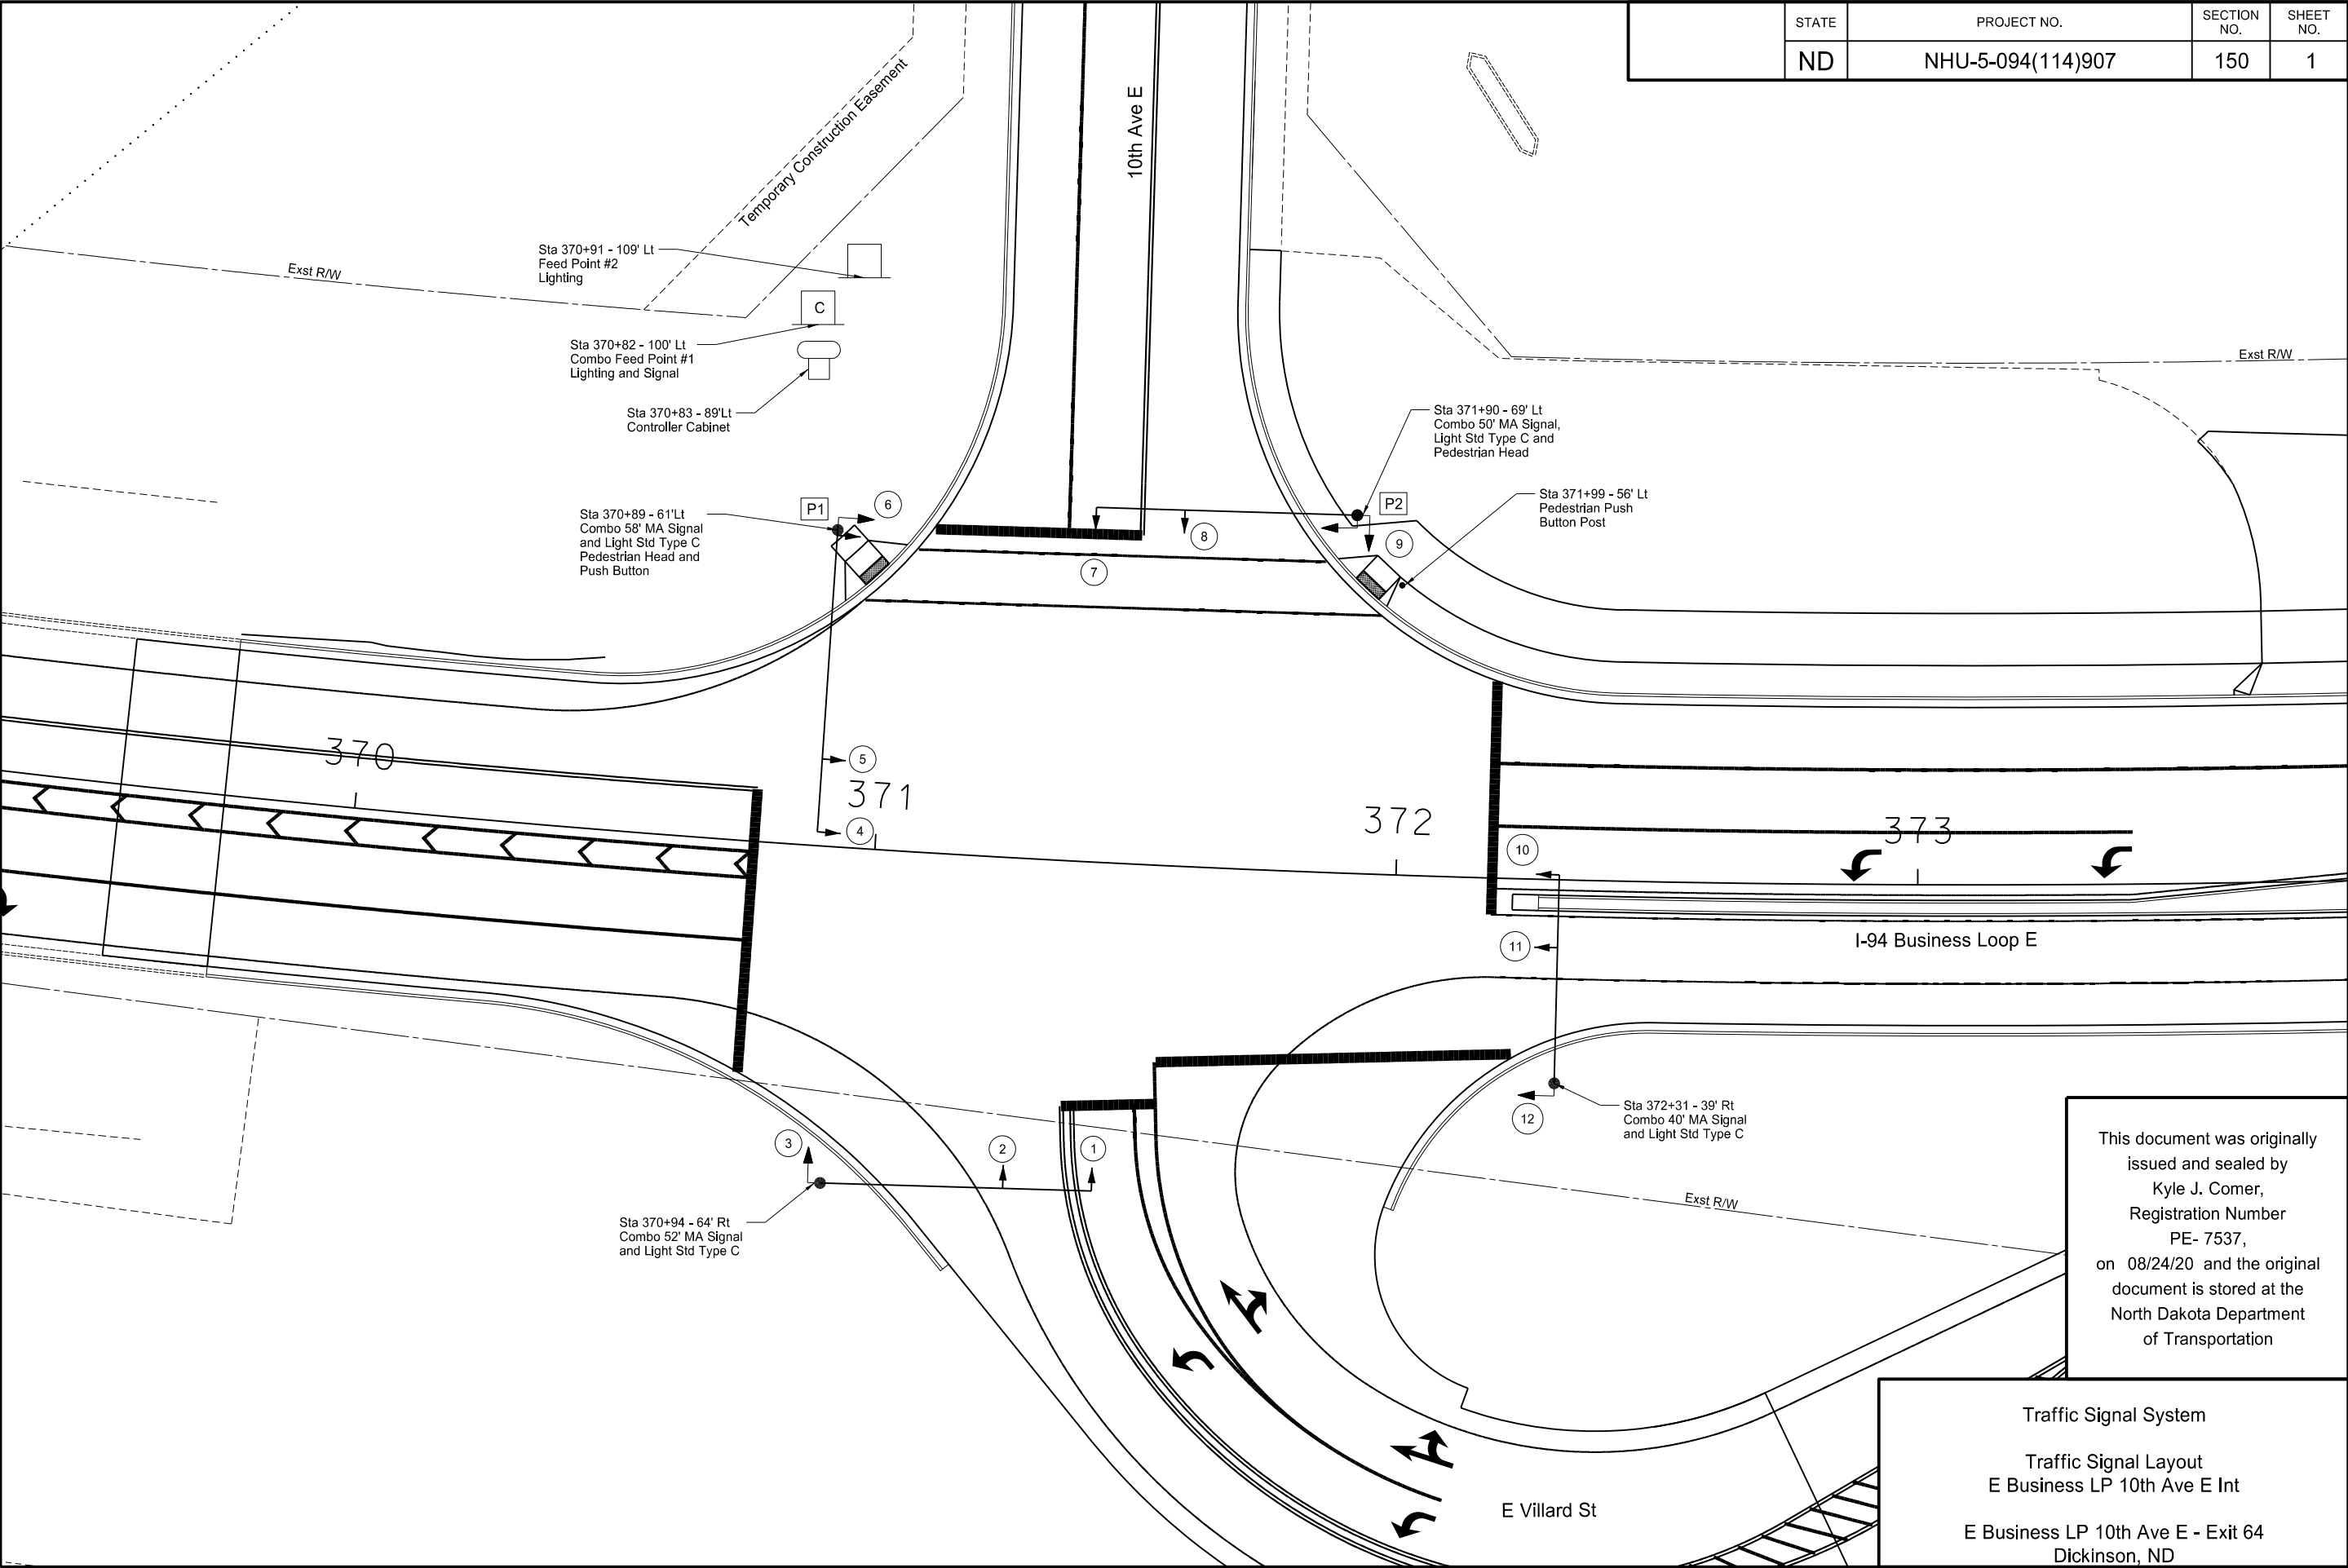 STATE
PROJECT NO.
SECTION
NO.
SHEET
NO.
ND
NHU-5-094(114)907
150
1
10th Ave E
Temporary Construction Easement
Exst R/W
Sta 370+91 - 109' Lt
Feed Point #2
Lighting
C
Sta 370+82 - 100' Lt
Combo Feed Point #1
Lighting and Signal
Sta 370+83 - 89'Lt
Controller Cabinet
Exst R/W
Sta 371+90 - 69' Lt
Combo 50' MA Signal,
Light Std Type C and
Pedestrian Head
Sta 371+99 - 56' Lt
Pedestrian Push
Button Post
Sta 370+89 - 61'Lt
Combo 58' MA Signal
and Light Std Type C
Pedestrian Head and
Push Button
P1
6
P2
8
9
7
370
5
371
4
372
373
10
11
I-94 Business Loop E
12
Sta 372+31 - 39' Rt
Combo 40' MA Signal
and Light Std Type C
3
2
1
Sta 370+94 - 64' Rt
Combo 52' MA Signal
and Light Std Type C
Exst R/W
E Villard St
This document was originally
issued and sealed by
Kyle J. Comer,
Registration Number
PE- 7537,
on 08/24/20 and the original
document is stored at the
North Dakota Department
of Transportation
Traffic Signal System
Traffic Signal Layout
E Business LP 10th Ave E Int
E Business LP 10th Ave E - Exit 64
Dickinson, ND